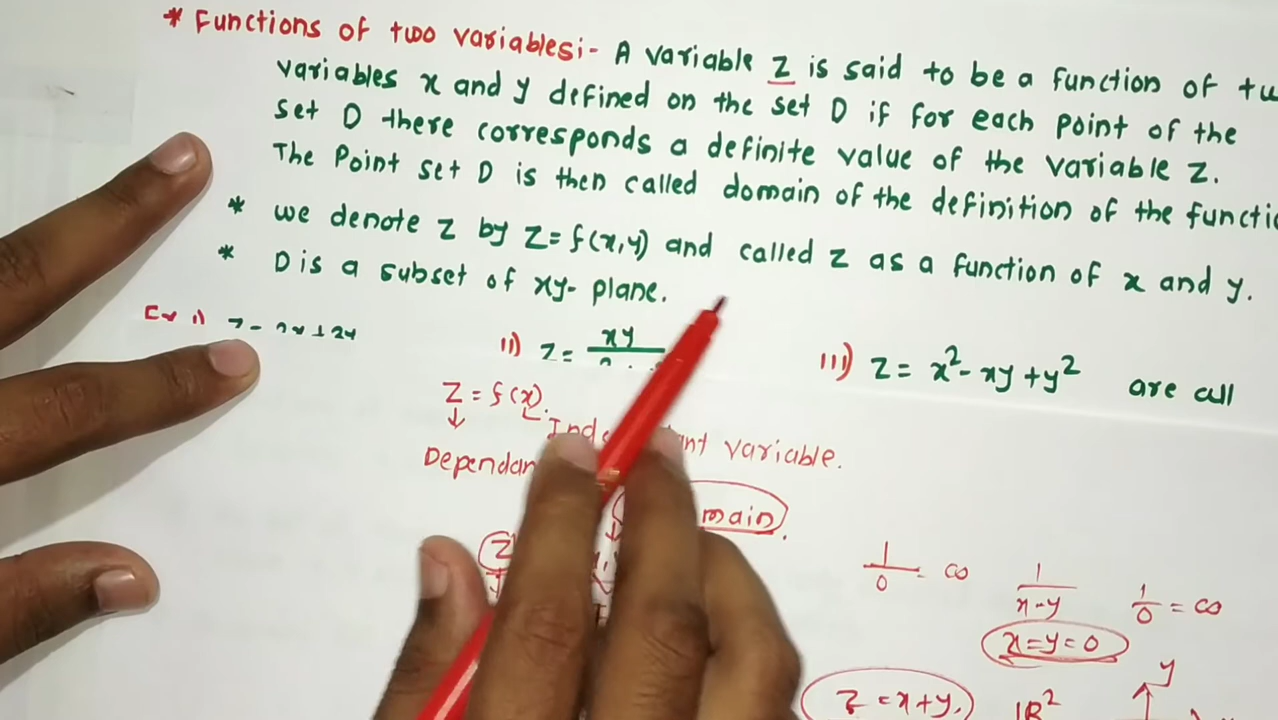 * Functions of two variables:- A variable z is said to be a function of
variables x and y defined on the set D if for each point of the
set D there corresponds a definite value of the variable z.
The Point set D is then called domain of the definition of the
* we denote z by z=f(x,y) and called z as a function of x and y.
* D is a subset of xy- plane.
ii) z = xy
iii) z = x²-xy+y² are all
z = f(x).
variable.
z
1/0 = ∞
1/x-y
1/0 = ∞
x=y=0
z = x+y.
IR²
y